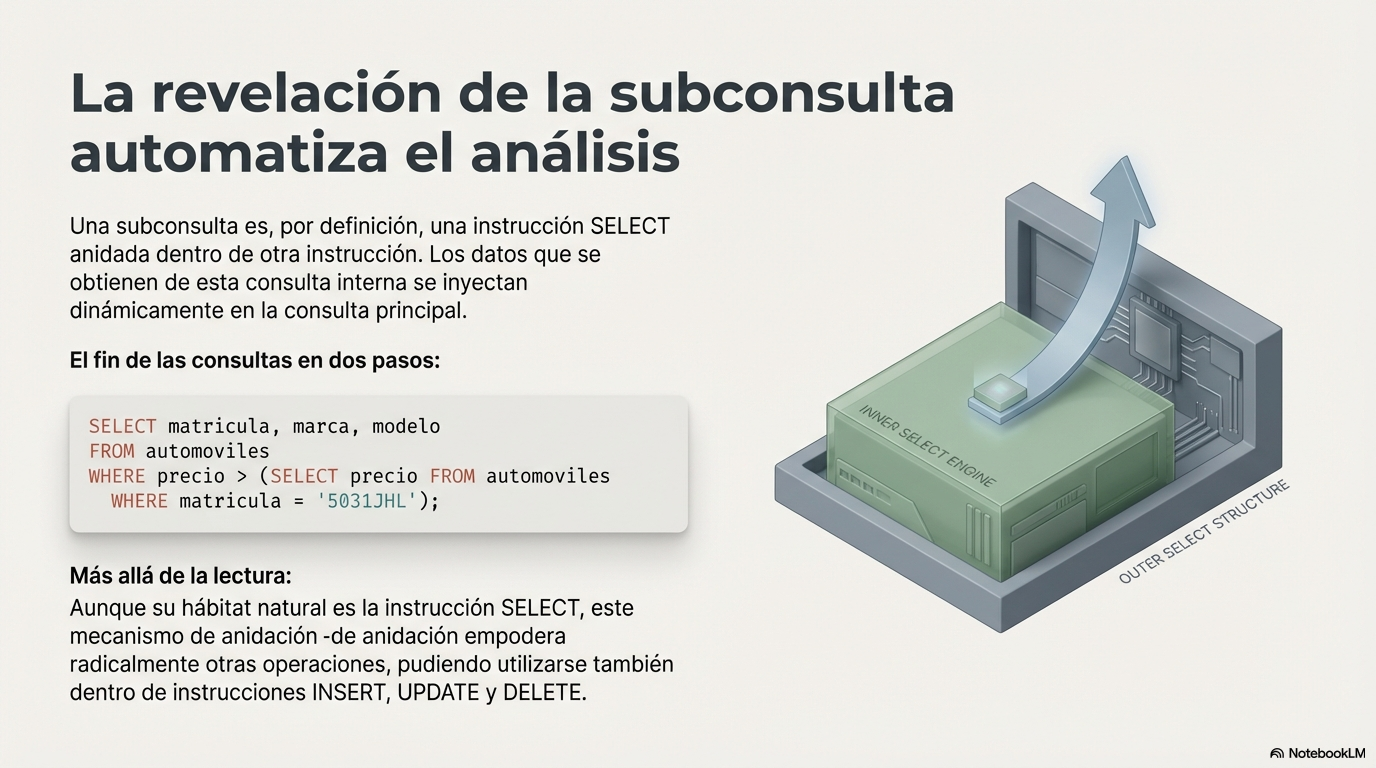 La revelación de la subconsulta
automatiza el análisis
Una subconsulta es, por definición, una instrucción SELECT
anidada dentro de otra instrucción. Los datos que se
obtienen de esta consulta interna se inyectan
dinámicamente en la consulta principal.
El fin de las consultas en dos pasos:
SELECT matricula, marca, modelo
FROM automoviles
WHERE precio > (SELECT precio FROM automoviles
WHERE matricula = '5031JHL');
Más allá de la lectura:
Aunque su hábitat natural es la instrucción SELECT, este
mecanismo de anidación -de anidación empodera
radicalmente otras operaciones, pudiendo utilizarse también
dentro de instrucciones INSERT, UPDATE y DELETE.
INNER SELECT ENGINE
OUTER SELECT STRUCTURE
NotebookLM